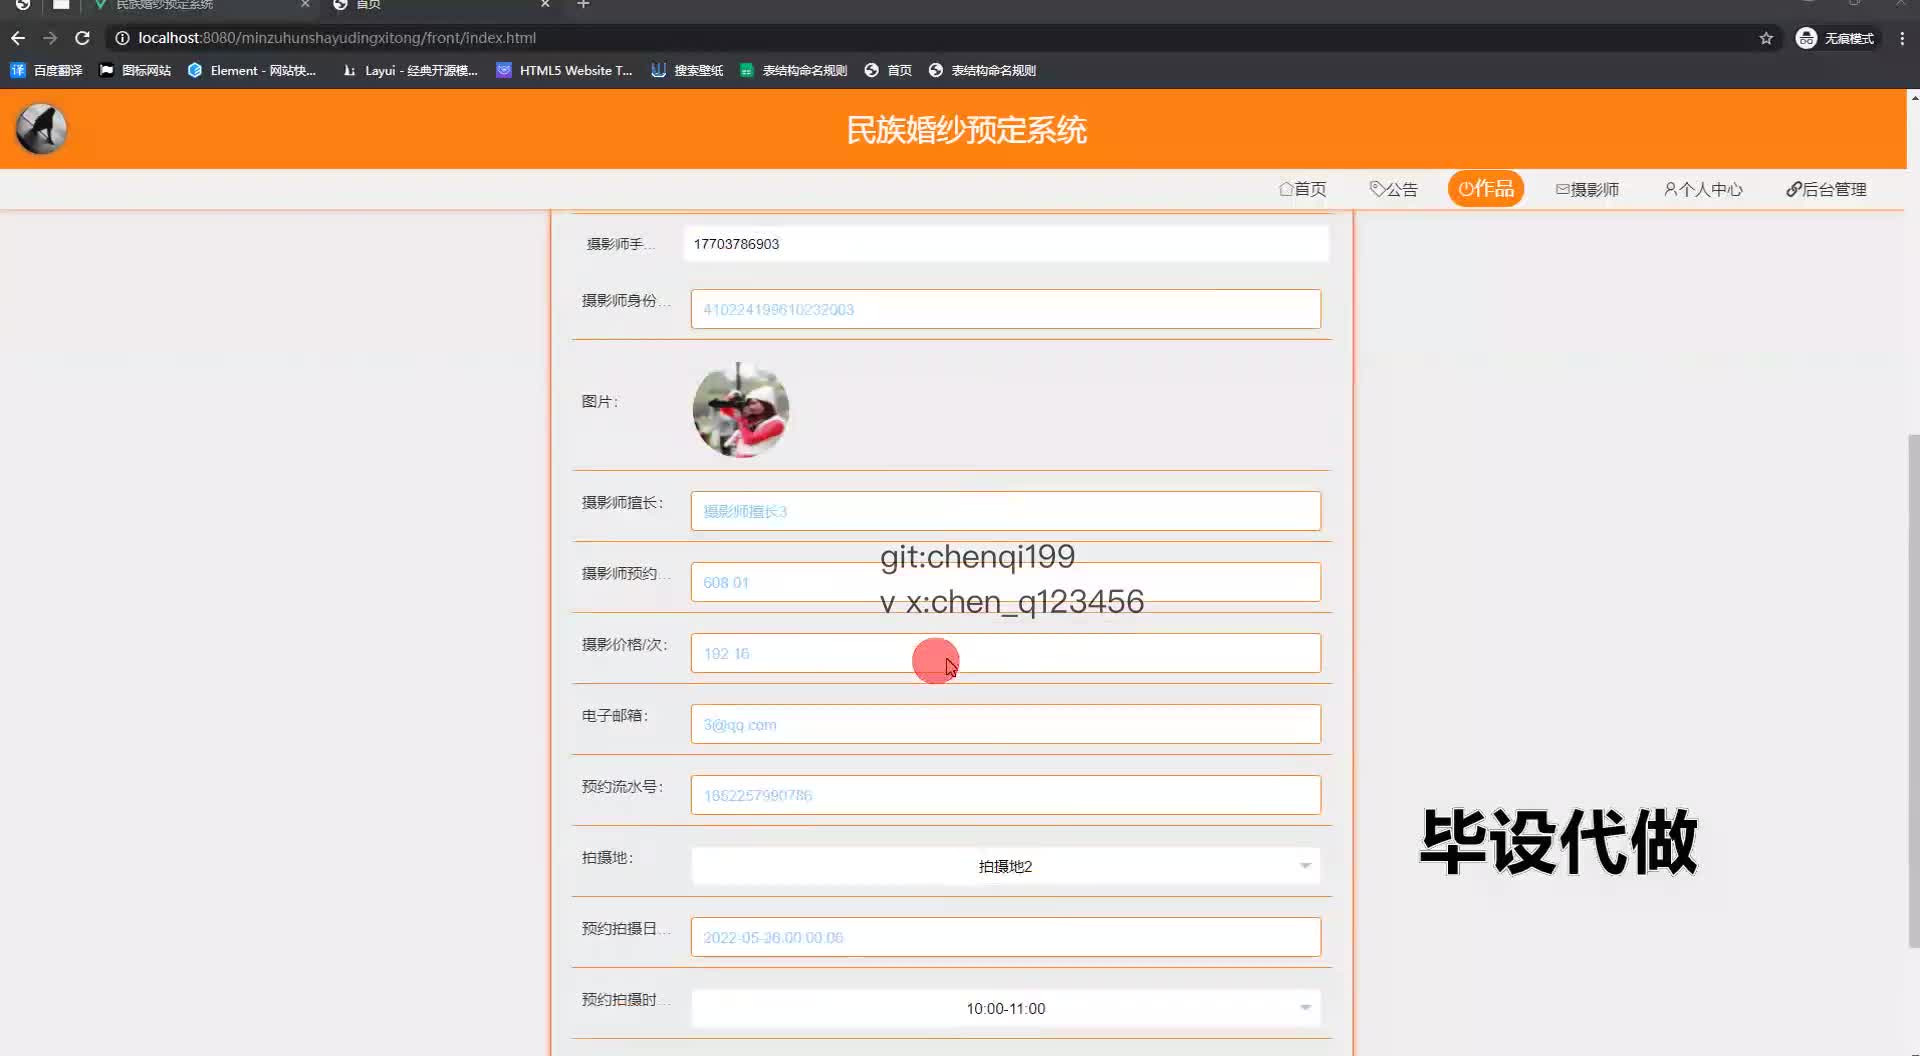 民族婚纱预定系统
首页
localhost:8080/minzuhunshayudingxitong/front/index.html
无痕模式
百度翻译
图标网站
Element - 网站快...
Layui - 经典开源模...
HTML5 Website T...
搜索壁纸
表结构命名规则
首页
表结构命名规则
民族婚纱预定系统
首页
公告
作品
摄影师
个人中心
后台管理
摄影师手...
17703786903
摄影师身份...
410224199610232003
图片：
摄影师擅长：
摄影师擅长3
git:chenqi199
摄影师预约...
608.01
v x:chen_q123456
摄影价格/次：
192.16
电子邮箱：
3@qq.com
预约流水号：
1652257990786
毕设代做
拍摄地：
拍摄地2
预约拍摄日...
2022-05-26 00:00:06
预约拍摄时...
10:00-11:00